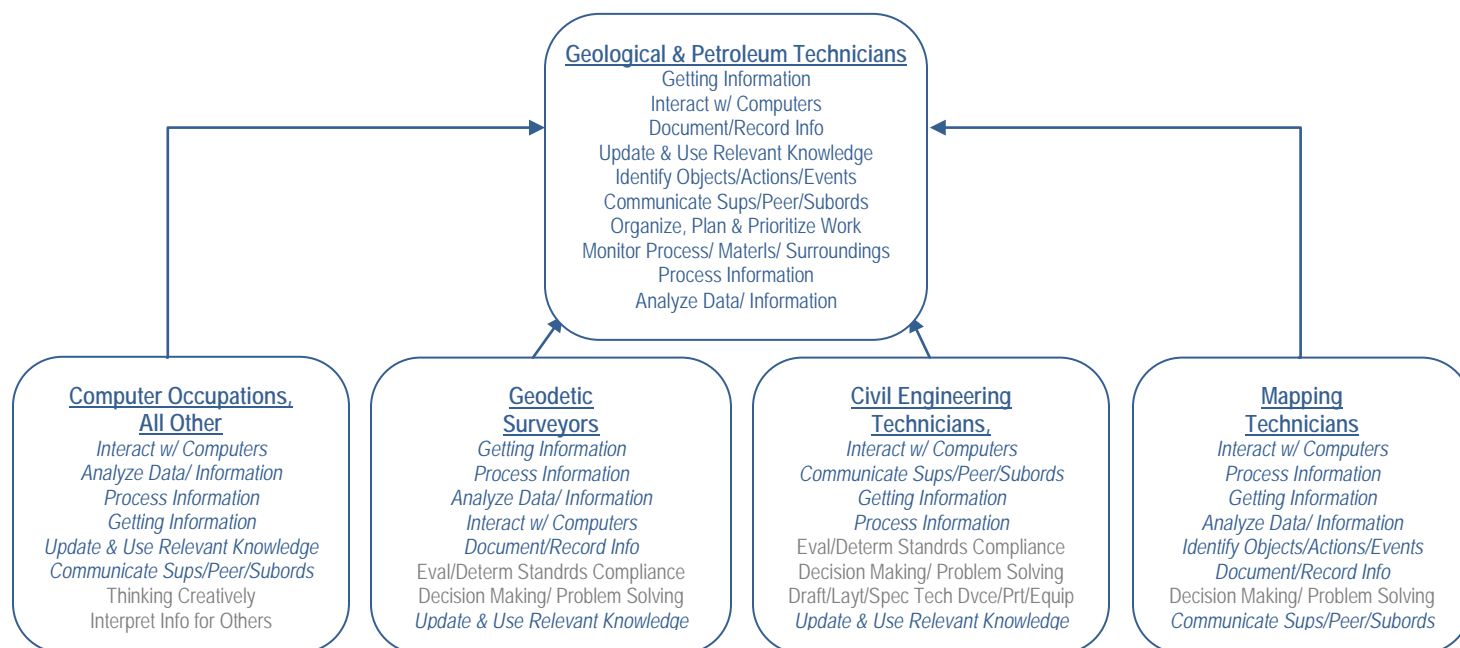 Geological & Petroleum Technicians
Getting Information
Interact w/ Computers
Document/Record Info
Update & Use Relevant Knowledge
Identify Objects/Actions/Events
Communicate Sups/Peer/Subords
Organize, Plan & Prioritize Work
Monitor Process/ Materls/ Surroundings
Process Information
Analyze Data/ Information
Computer Occupations,
All Other
Interact w/ Computers
Analyze Data/ Information
Process Information
Getting Information
Update & Use Relevant Knowledge
Communicate Sups/Peer/Subords
Thinking Creatively
Interpret Info for Others
Geodetic
Surveyors
Getting Information
Process Information
Analyze Data/ Information
Interact w/ Computers
Document/Record Info
Eval/Determ Standrds Compliance
Decision Making/ Problem Solving
Update & Use Relevant Knowledge
Civil Engineering
Technicians,
Interact w/ Computers
Communicate Sups/Peer/Subords
Getting Information
Process Information
Eval/Determ Standrds Compliance
Decision Making/ Problem Solving
Draft/Layt/Spec Tech Dvce/Prt/Equip
Update & Use Relevant Knowledge
Mapping
Technicians
Interact w/ Computers
Process Information
Getting Information
Analyze Data/ Information
Identify Objects/Actions/Events
Document/Record Info
Decision Making/ Problem Solving
Communicate Sups/Peer/Subords